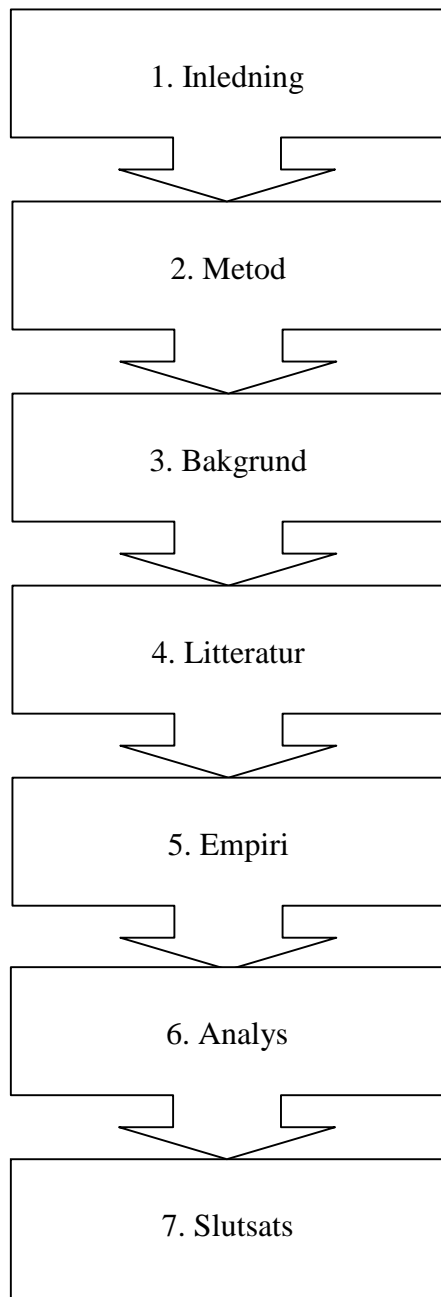 1. Inledning
2. Metod
3. Bakgrund
4. Litteratur
5. Empiri
6. Analys
7. Slutsats